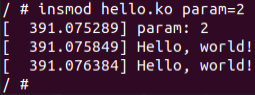 / # insmod hello.ko param=2
[  391.075289] param: 2
[  391.075849] Hello, world!
[  391.076384] Hello, world!
/ #